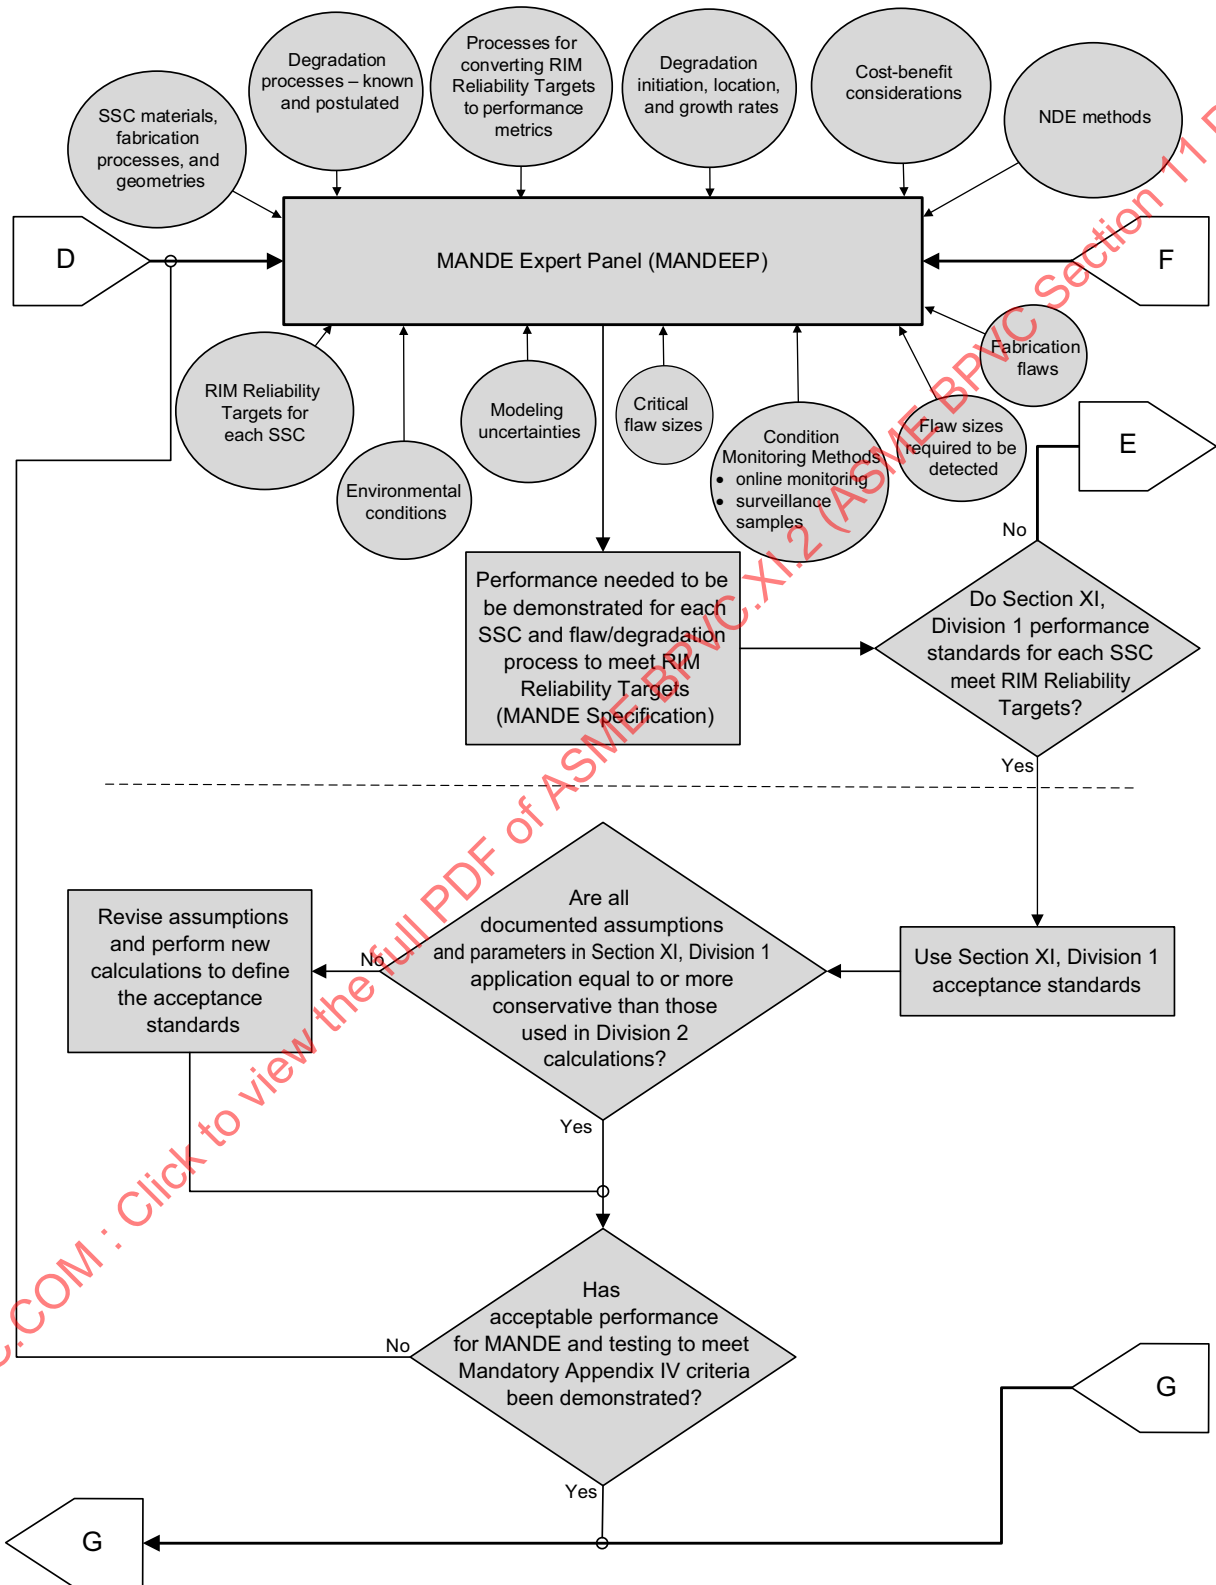 Degradation
processes – known
and postulated
Processes for
converting RIM
Reliability Targets
to performance
metrics
Degradation
initiation, location,
and growth rates
Cost-benefit
considerations
NDE methods
SSC materials,
fabrication
processes, and
geometries
D
MANDE Expert Panel (MANDEEP)
F
RIM Reliability
Targets for
each SSC
Environmental
conditions
Modeling
uncertainties
Critical
flaw sizes
Condition
Monitoring Methods
• online monitoring
• surveillance
samples
Flaw sizes
required to be
detected
Fabrication
flaws
E
No
Performance needed to be
be demonstrated for each
SSC and flaw/degradation
process to meet RIM
Reliability Targets
(MANDE Specification)
Do Section XI,
Division 1 performance
standards for each SSC
meet RIM Reliability
Targets?
Yes
Revise assumptions
and perform new
calculations to define
the acceptance
standards
No
Are all
documented assumptions
and parameters in Section XI, Division 1
application equal to or more
conservative than those
used in Division 2
calculations?
Use Section XI, Division 1
acceptance standards
Yes
Has
acceptable performance
for MANDE and testing to meet
Mandatory Appendix IV criteria
been demonstrated?
No
Yes
G
G
C.COM : Click to view the full PDF of ASME BPVC.XI.2 (ASME BPVC Section 11 D